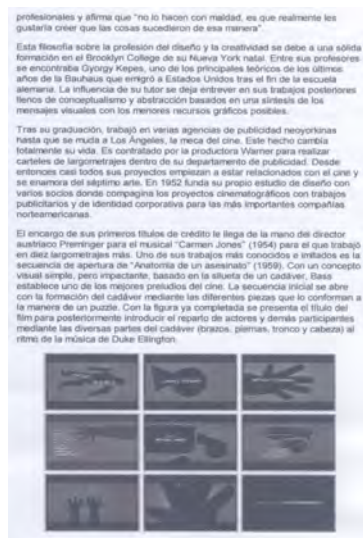 profesionales y afirma que "no lo hacen con maldad, es que realmente les
gustaría creer que las cosas sucedieron de esa manera".
Esta filosofía sobre la profesión del diseño y la creatividad se debe a una sólida
formación en el Brooklyn College de su Nueva York natal. Entre sus profesores
se encontraba Gyorgy Kepes, uno de los principales teóricos de los últimos
años de la Bauhaus que emigró a Estados Unidos tras el fin de la escuela
alemana. La influencia de su tutor se deja entrever en sus trabajos posteriores
llenos de conceptualismo y abstracción basados en una síntesis de los
mensajes visuales con los menores recursos gráficos posibles.
Tras su graduación, trabajó en varias agencias de publicidad neoyorkinas
hasta que se muda a Los Ángeles, la meca del cine. Este hecho cambia
totalmente su vida. Es contratado por la productora Warner para realizar
carteles de largometrajes dentro de su departamento de publicidad. Desde
entonces casi todos sus proyectos empiezan a estar relacionados con el cine y
se enamora del séptimo arte. En 1952 funda su propio estudio de diseño con
varios socios donde compagina los proyectos cinematográficos con trabajos
publicitarios y de identidad corporativa para las más importantes compañías
norteamericanas.
El encargo de sus primeros títulos de crédito le llega de la mano del director
austriaco Preminger para el musical "Carmen Jones" (1954) para el que trabajó
en diez largometrajes más. Uno de sus trabajos más conocidos e imitados es la
secuencia de apertura de "Anatomía de un asesinato" (1959). Con un concepto
visual simple, pero impactante, basado en la silueta de un cadáver, Bass
establece uno de los mejores preludios del cine. La secuencia inicial se abre
con la formación del cadáver mediante las diferentes piezas que lo conforman a
la manera de un puzzle. Con la figura ya completada se presenta el título del
film para posteriormente introducir el reparto de actores y demás participantes
mediante las diversas partes del cadáver (brazos, piernas, tronco y cabeza) al
ritmo de la música de Duke Ellington.